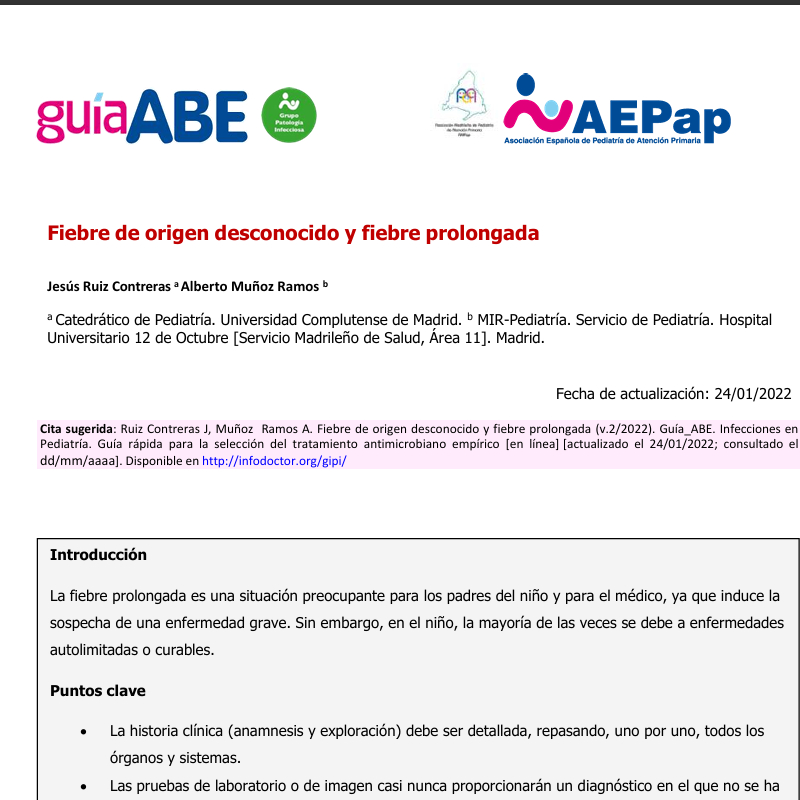 guíaABE
Grupo
Patología
Infecciosa
Asociación Madrileña de Pediatría
de Atención Primaria
AMPap
AEPap
Asociación Española de Pediatría de Atención Primaria
Fiebre de origen desconocido y fiebre prolongada
Jesús Ruiz Contreras ª Alberto Muñoz Ramos ᵇ
ª Catedrático de Pediatría. Universidad Complutense de Madrid. ᵇ MIR-Pediatría. Servicio de Pediatría. Hospital
Universitario 12 de Octubre [Servicio Madrileño de Salud, Área 11]. Madrid.
Fecha de actualización: 24/01/2022
Cita sugerida: Ruiz Contreras J, Muñoz Ramos A. Fiebre de origen desconocido y fiebre prolongada (v.2/2022). Guía_ABE. Infecciones en
Pediatría. Guía rápida para la selección del tratamiento antimicrobiano empírico [en línea] [actualizado el 24/01/2022; consultado el
dd/mm/aaaa]. Disponible en http://infodoctor.org/gipi/
Introducción
La fiebre prolongada es una situación preocupante para los padres del niño y para el médico, ya que induce la
sospecha de una enfermedad grave. Sin embargo, en el niño, la mayoría de las veces se debe a enfermedades
autolimitadas o curables.
Puntos clave
• La historia clínica (anamnesis y exploración) debe ser detallada, repasando, uno por uno, todos los
órganos y sistemas.
• Las pruebas de laboratorio o de imagen casi nunca proporcionarán un diagnóstico en el que no se ha